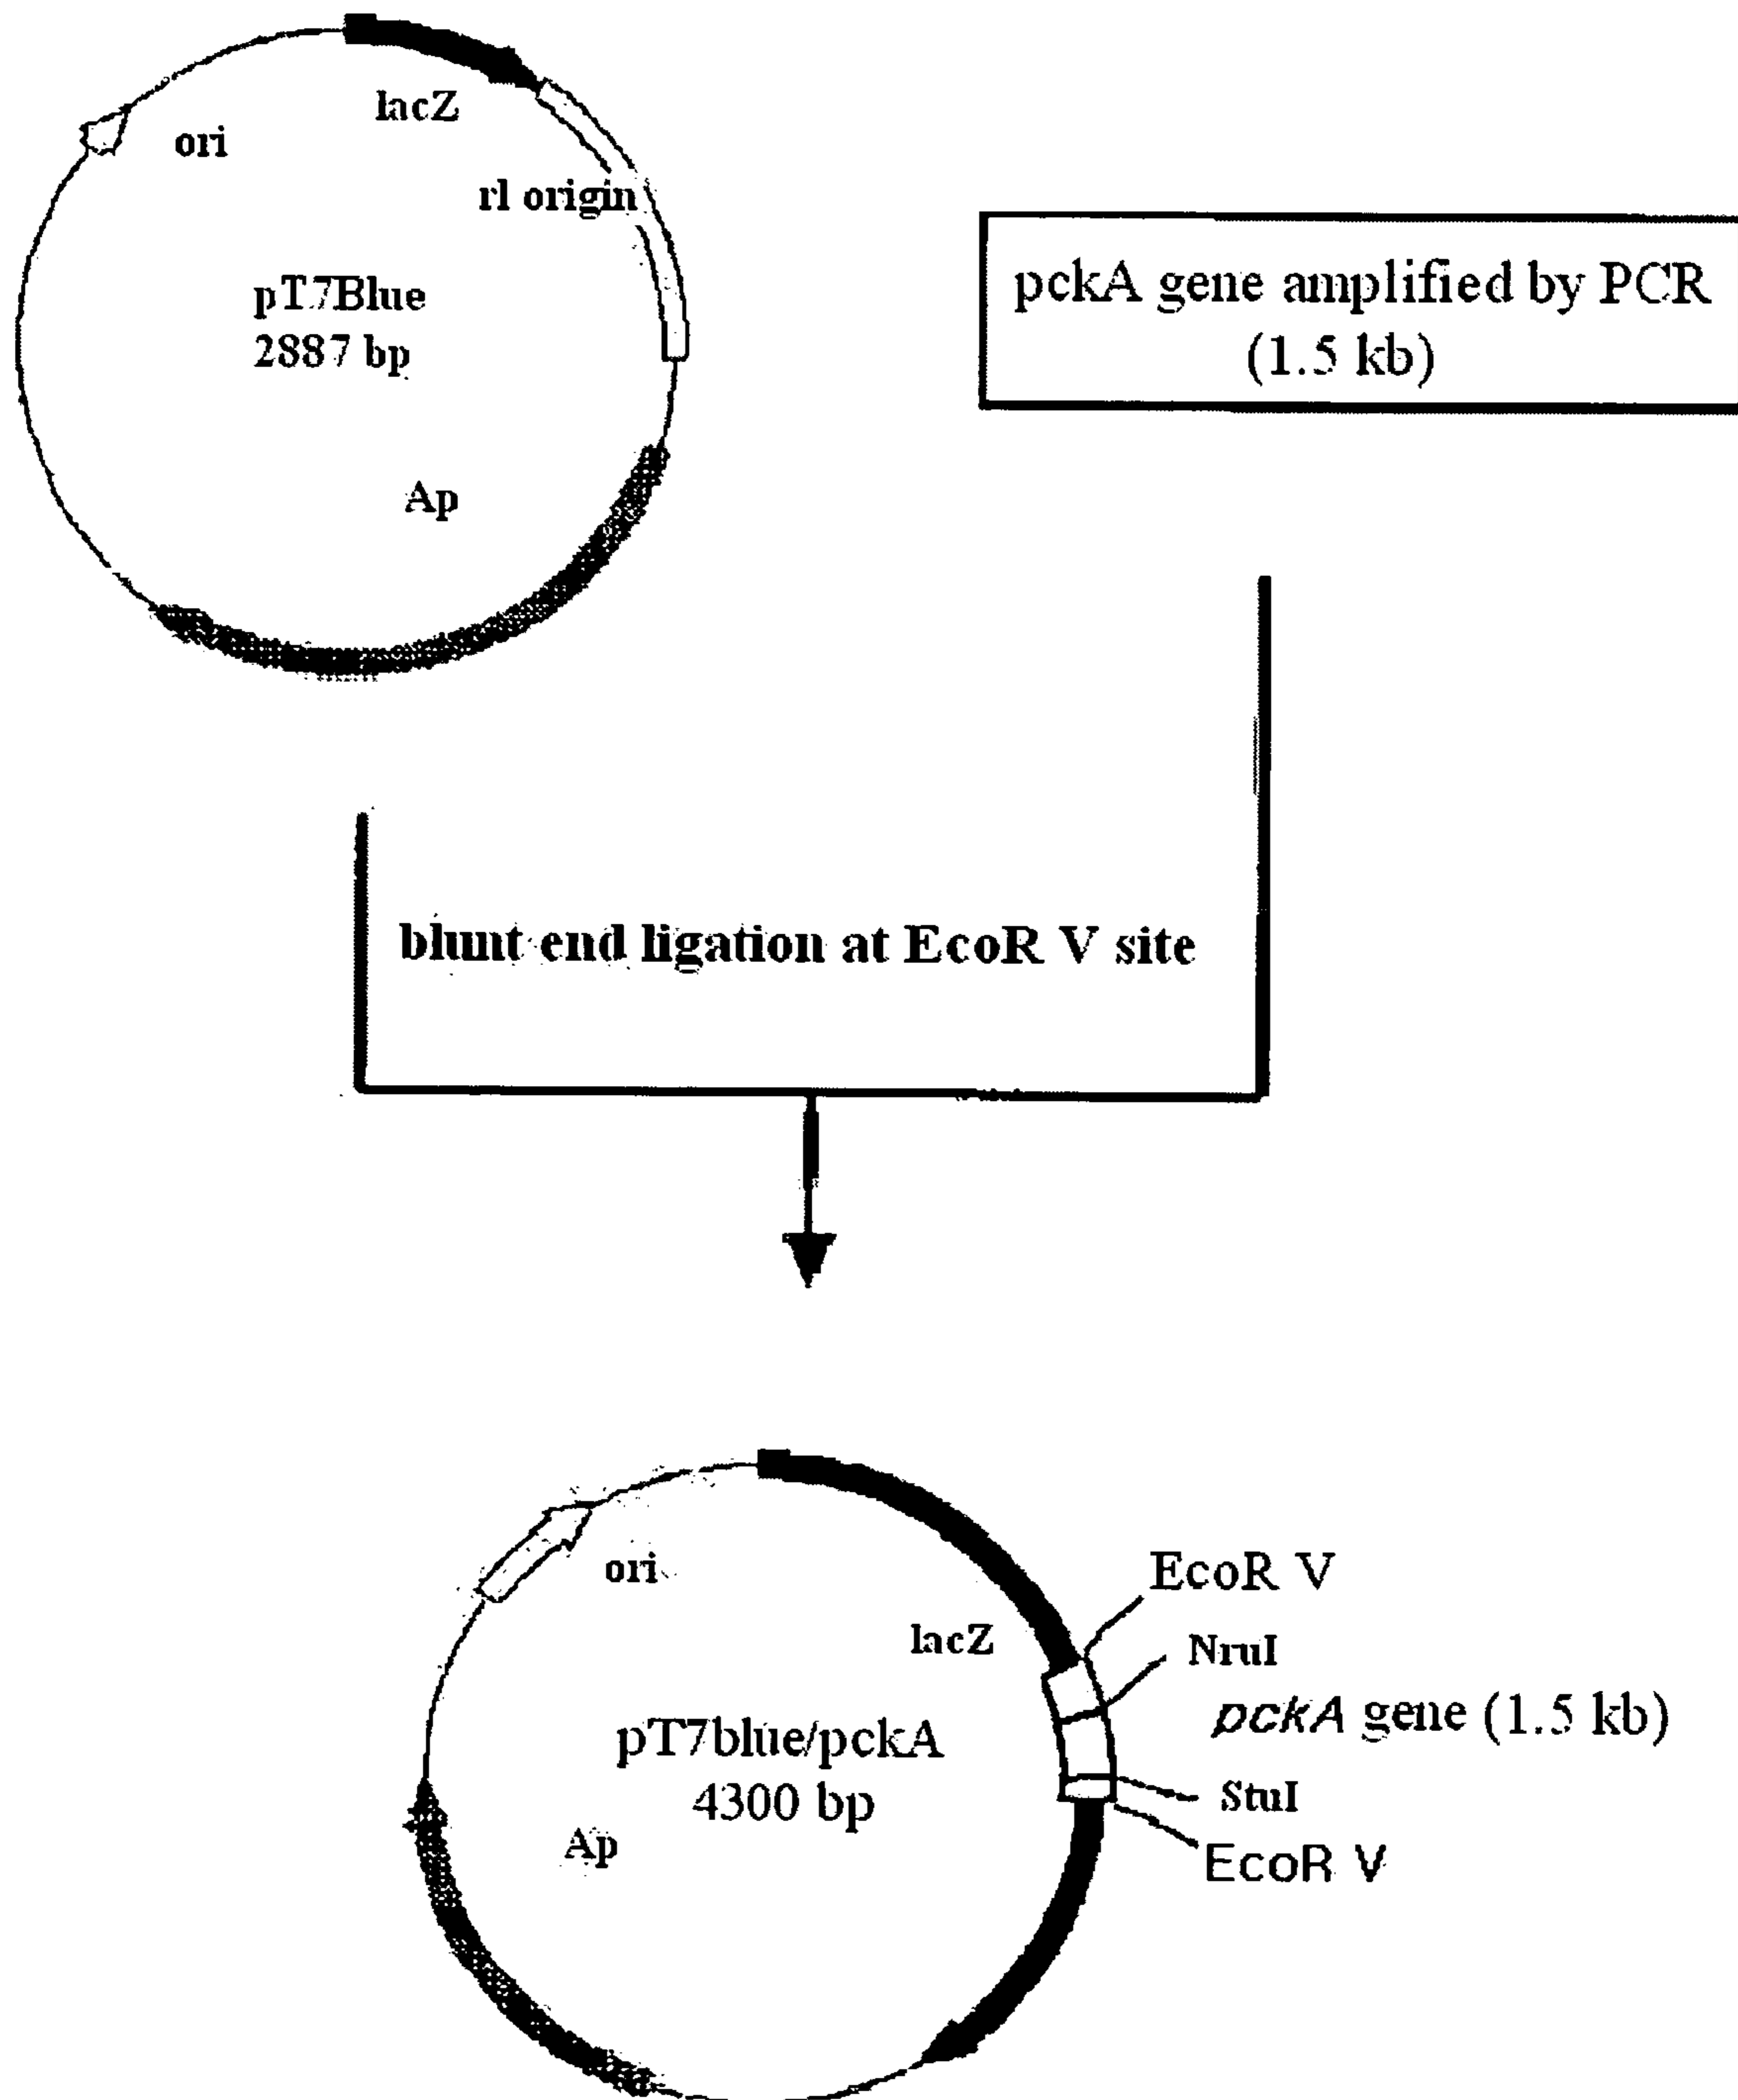 lacZ
ori
rl origin
pT7Blue
2887 bp
Ap
pckA gene amplified by PCR
(1.5 kb)
blunt end ligation at EcoR V site
ori
lacZ
EcoR V
NruI
pckA gene (1.5 kb)
pT7blue/pckA
4300 bp
StuI
Ap
EcoR V